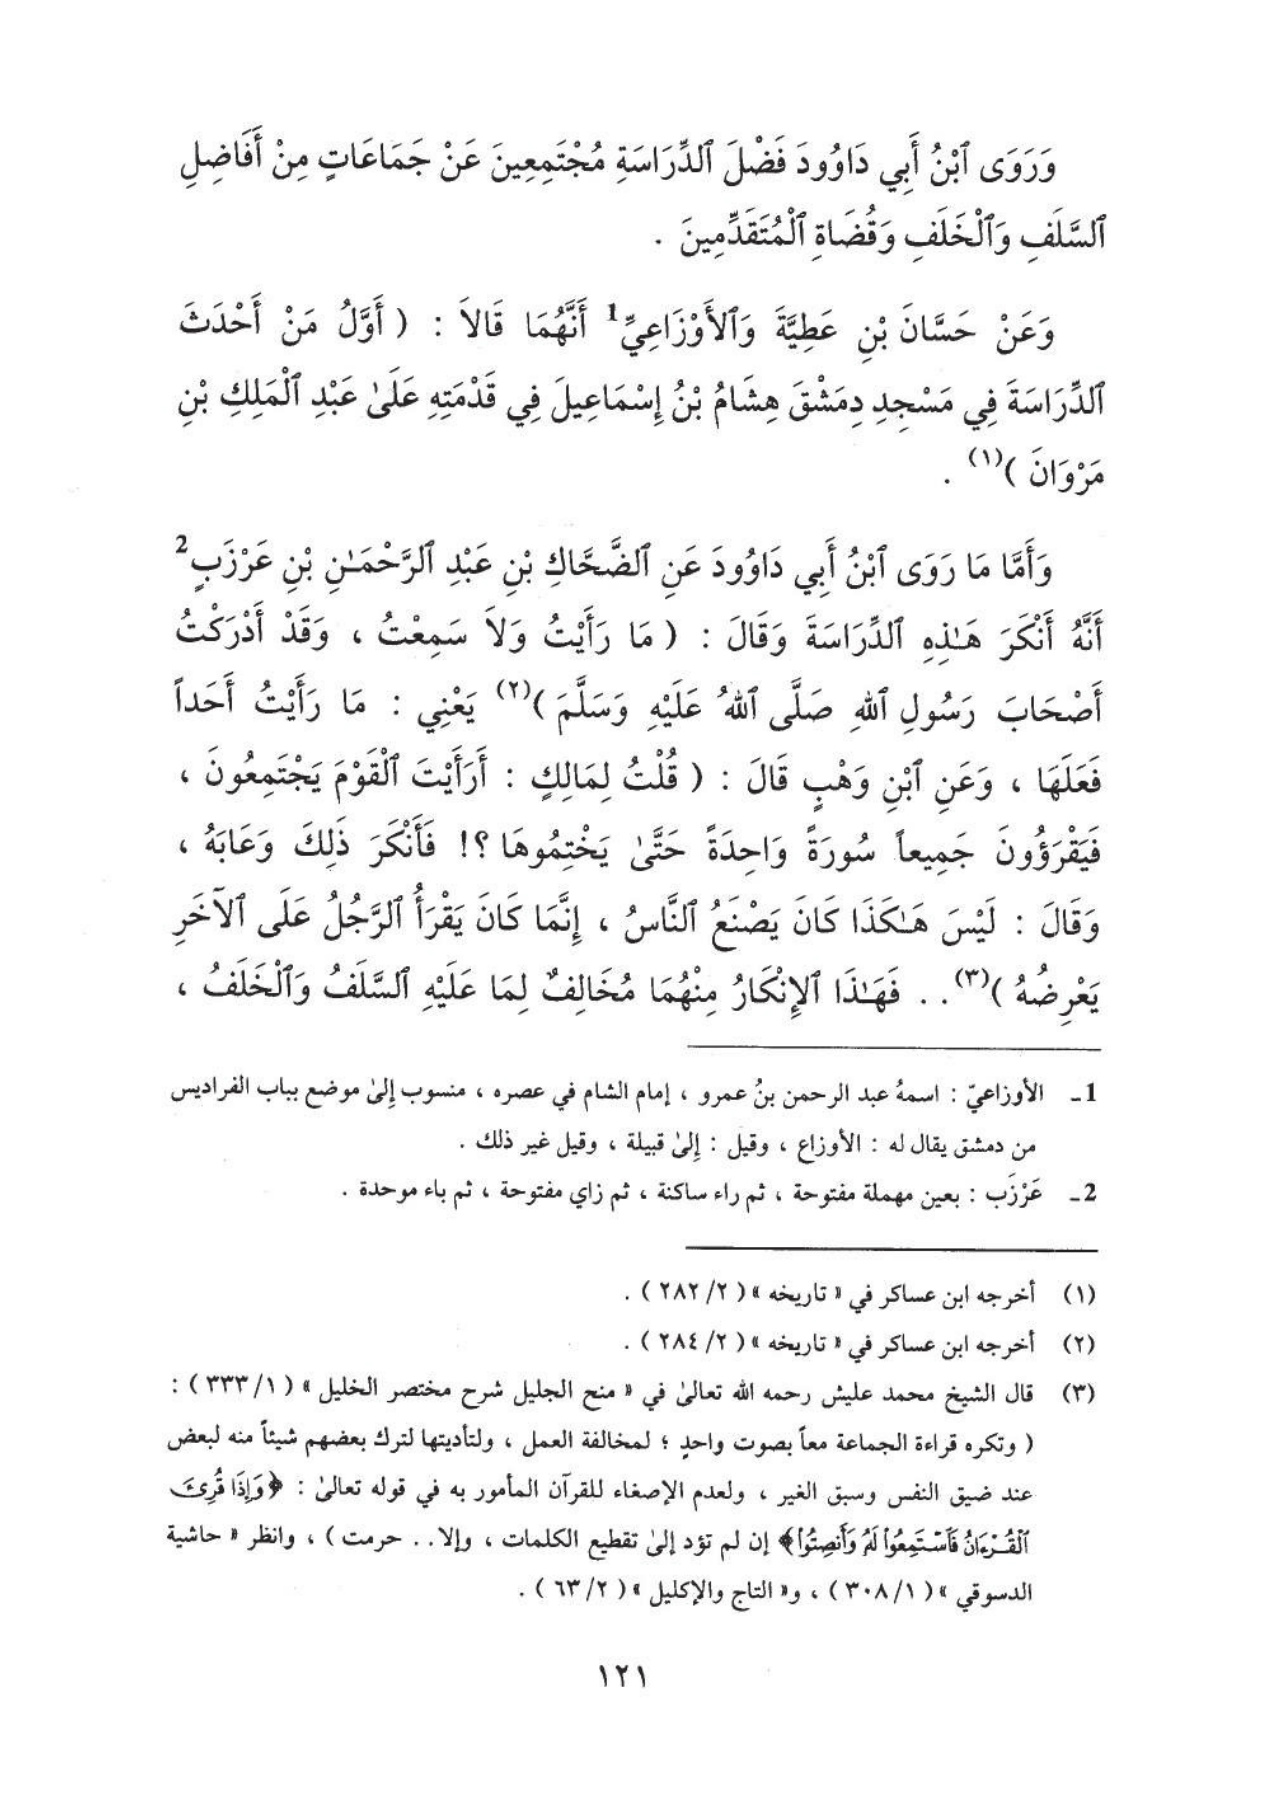 وَرَوَى ٱبْنُ أَبِي دَاوُودَ فَضْلَ ٱلدِّرَاسَةِ مُجْتَمِعِينَ عَنْ جَمَاعَاتٍ مِنْ أَفَاضِلِ
ٱلسَّلَفِ وَٱلْخَلَفِ وَقُضَاةِ ٱلْمُتَقَدِّمِينَ .
وَعَنْ حَسَّانَ بْنِ عَطِيَّةَ وَٱلأَوْزَاعِيِّ1 أَنَّهُمَا قَالاَ : ( أَوَّلُ مَنْ أَحْدَثَ
ٱلدِّرَاسَةَ فِي مَسْجِدِ دِمَشْقَ هِشَامُ بْنُ إِسْمَاعِيلَ فِي قَدْمَتِهِ عَلَىٰ عَبْدِ ٱلْمَلِكِ بْنِ
مَرْوَانَ )(١) .
وَأَمَّا مَا رَوَى ٱبْنُ أَبِي دَاوُودَ عَنِ ٱلضَّحَّاكِ بْنِ عَبْدِ ٱلرَّحْمَـٰنِ بْنِ عَرْزَبٍ2
أَنَّهُ أَنْكَرَ هَـٰذِهِ ٱلدِّرَاسَةَ وَقَالَ : ( مَا رَأَيْتُ وَلاَ سَمِعْتُ ، وَقَدْ أَدْرَكْتُ
أَصْحَابَ رَسُولِ ٱللهِ صَلَّى ٱللهُ عَلَيْهِ وَسَلَّمَ )(٢) يَعْنِي : مَا رَأَيْتُ أَحَداً
فَعَلَهَا ، وَعَنِ ٱبْنِ وَهْبٍ قَالَ : ( قُلْتُ لِمَالِكٍ : أَرَأَيْتَ ٱلْقَوْمَ يَجْتَمِعُونَ ،
فَيَقْرَؤُونَ جَمِيعاً سُورَةً وَاحِدَةً حَتَّىٰ يَخْتِمُوهَا ؟! فَأَنْكَرَ ذَلِكَ وَعَابَهُ ،
وَقَالَ : لَيْسَ هَـٰكَذَا كَانَ يَصْنَعُ ٱلنَّاسُ ، إِنَّمَا كَانَ يَقْرَأُ ٱلرَّجُلُ عَلَى ٱلآخَرِ
يَعْرِضُهُ )(٣) . . فَهَـٰذَا ٱلإِنْكَارُ مِنْهُمَا مُخَالِفٌ لِمَا عَلَيْهِ ٱلسَّلَفُ وَٱلْخَلَفُ ،
1ـ الأوزاعيّ : اسمهُ عبد الرحمن بنُ عمرو ، إمام الشام في عصره ، منسوب إلىٰ موضع بباب الفراديس
من دمشق يقال له : الأوزاع ، وقيل : إلىٰ قبيلة ، وقيل غير ذلك .
2ـ عَرْزَب : بعين مهملة مفتوحة ، ثم راء ساكنة ، ثم زاي مفتوحة ، ثم باء موحدة .
(١) أخرجه ابن عساكر في « تاريخه » ( ٢/ ٢٨٢ ) .
(٢) أخرجه ابن عساكر في « تاريخه » ( ٢/ ٢٨٤ ) .
(٣) قال الشيخ محمد عليش رحمه الله تعالىٰ في « منح الجليل شرح مختصر الخليل » ( ١/ ٣٣٣ ) :
( وتكره قراءة الجماعة معاً بصوت واحدٍ ؛ لمخالفة العمل ، ولتأديتها لترك بعضهم شيئاً منه لبعض
عند ضيق النفس وسبق الغير ، ولعدم الإصغاء للقرآن المأمور به في قوله تعالىٰ : ﴿وَإِذَا قُرِئَ
ٱلْقُرْءَانُ فَٱسْتَمِعُوا۟ لَهُۥ وَأَنصِتُوا۟﴾ إن لم تؤد إلىٰ تقطيع الكلمات ، وإلا . . حرمت ) ، وانظر « حاشية
الدسوقي » ( ١/ ٣٠٨ ) ، و« التاج والإكليل » ( ٢/ ٦٣ ) .
١٢١